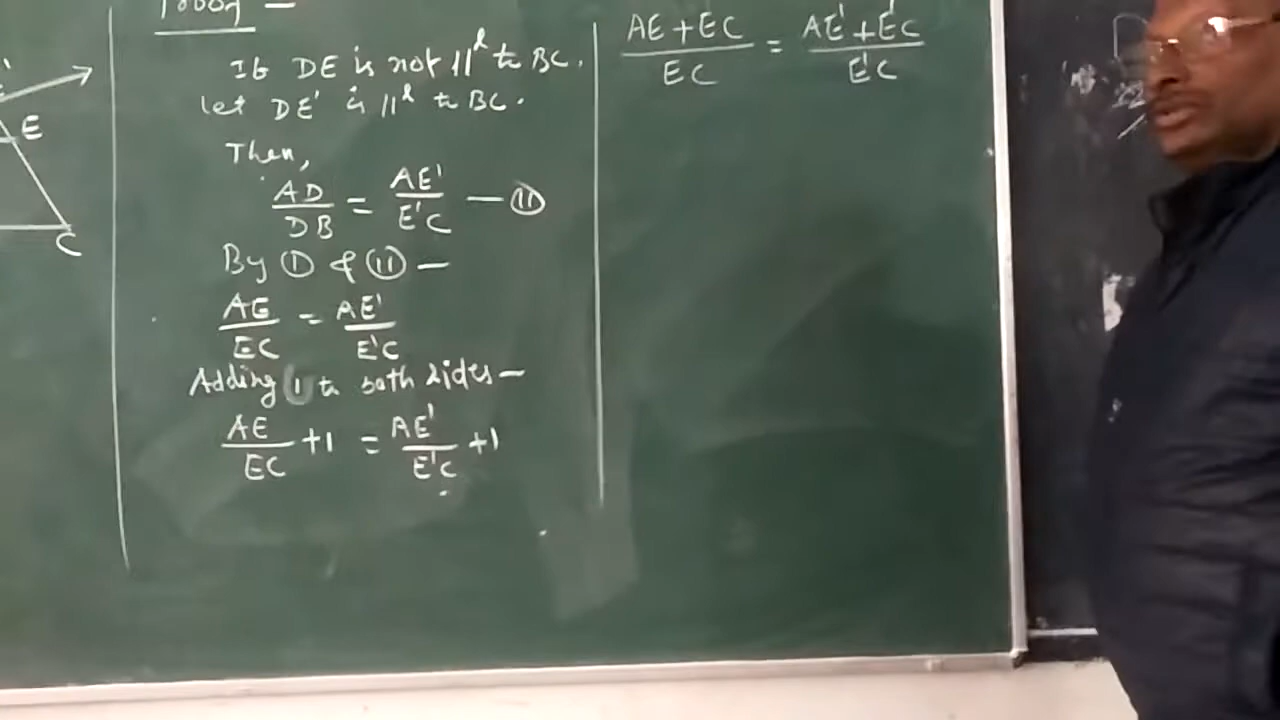 Proof —
If DE is not ||l to BC.
let DE' is ||l to BC.
Then,
AD/DB = AE'/E'C — (II)
By (I) & (II) —
AE/EC = AE'/E'C
Adding 1 to both sides —
AE/EC + 1 = AE'/E'C + 1
AE + EC/EC = AE' + E'C/E'C
E
C